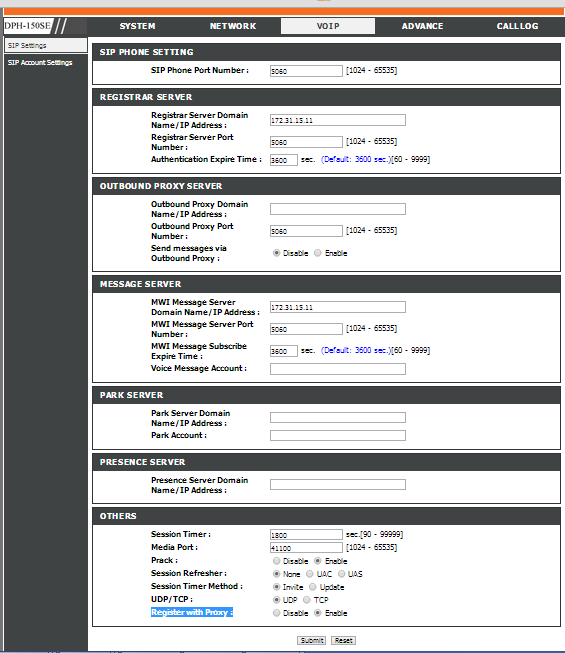 DPH-150SE
SYSTEM NETWORK VOIP ADVANCE CALL LOG
SIP Settings
SIP Account Settings
SIP PHONE SETTING
SIP Phone Port Number : 5060 [1024 - 65535]
REGISTRAR SERVER
Registrar Server Domain
Name/IP Address : 172.31.15.11
Registrar Server Port
Number : 5060 [1024 - 65535]
Authentication Expire Time : 3600 sec. (Default: 3600 sec.)[60 - 9999]
OUTBOUND PROXY SERVER
Outbound Proxy Domain
Name/IP Address :
Outbound Proxy Port
Number : 5060 [1024 - 65535]
Send messages via
Outbound Proxy : Disable Enable
MESSAGE SERVER
MWI Message Server
Domain Name/IP Address : 172.31.15.11
MWI Message Server Port
Number : 5060 [1024 - 65535]
MWI Message Subscribe
Expire Time : 3600 sec. (Default: 3600 sec.)[60 - 9999]
Voice Message Account :
PARK SERVER
Park Server Domain
Name/IP Address :
Park Account :
PRESENCE SERVER
Presence Server Domain
Name/IP Address :
OTHERS
Session Timer : 1800 sec.[90 - 99999]
Media Port : 41100 [1024 - 65535]
Prack : Disable Enable
Session Refresher : None UAC UAS
Session Timer Method : Invite Update
UDP/TCP : UDP TCP
Register with Proxy : Disable Enable
Submit Reset